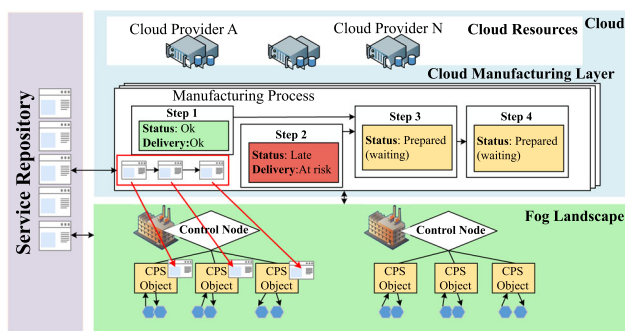 Cloud
Cloud Provider A
Cloud Provider N
Cloud Resources
Cloud Manufacturing Layer
Manufacturing Process
Step 1
Status: Ok
Delivery:Ok
Step 2
Status: Late
Delivery:At risk
Step 3
Status: Prepared
(waiting)
Step 4
Status: Prepared
(waiting)
Service Repository
Fog Landscape
Control Node
CPS
Object
CPS
Object
CPS
Object
Control Node
CPS
Object
CPS
Object
CPS
Object